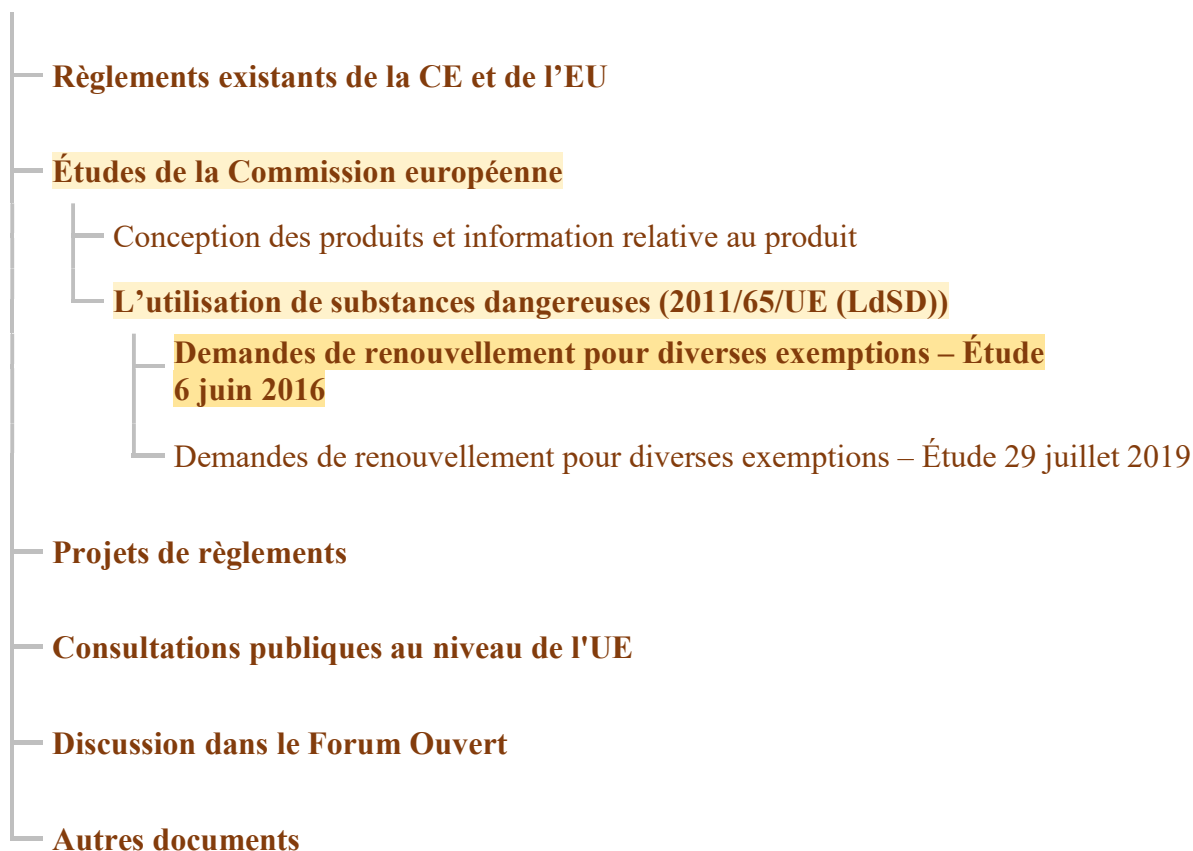 Règlements existants de la CE et de l’EU
Études de la Commission européenne
Conception des produits et information relative au produit
L’utilisation de substances dangereuses (2011/65/UE (LdSD))
Demandes de renouvellement pour diverses exemptions – Étude
6 juin 2016
Demandes de renouvellement pour diverses exemptions – Étude 29 juillet 2019
Projets de règlements
Consultations publiques au niveau de l'UE
Discussion dans le Forum Ouvert
Autres documents